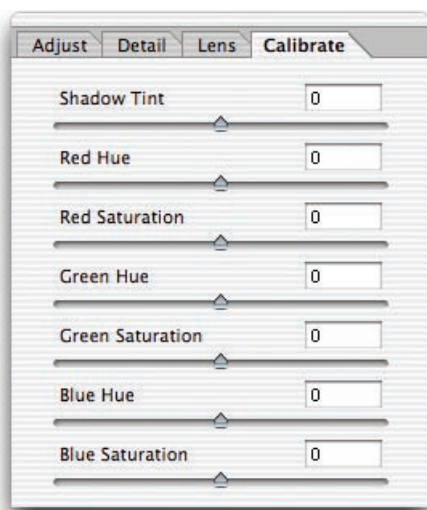 Adjust Detail Lens Calibrate
Shadow Tint 0
Red Hue 0
Red Saturation 0
Green Hue 0
Green Saturation 0
Blue Hue 0
Blue Saturation 0